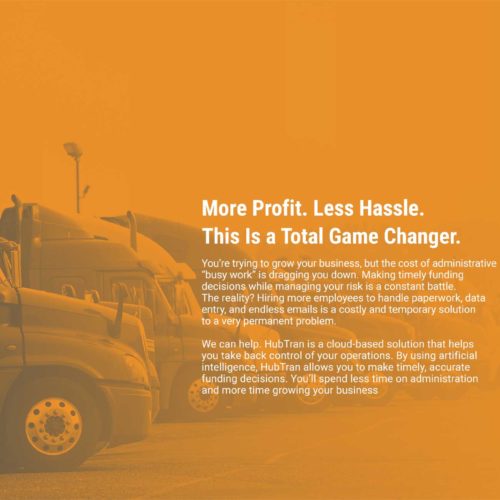 More Profit. Less Hassle.
This Is a Total Game Changer.
You're trying to grow your business, but the cost of administrative
“busy work” is dragging you down. Making timely funding
decisions while managing your risk is a constant battle.
The reality? Hiring more employees to handle paperwork, data
entry, and endless emails is a costly and temporary solution
to a very permanent problem.
We can help. HubTran is a cloud-based solution that helps
you take back control of your operations. By using artificial
intelligence, HubTran allows you to make timely, accurate
funding decisions. You'll spend less time on administration
and more time growing your business